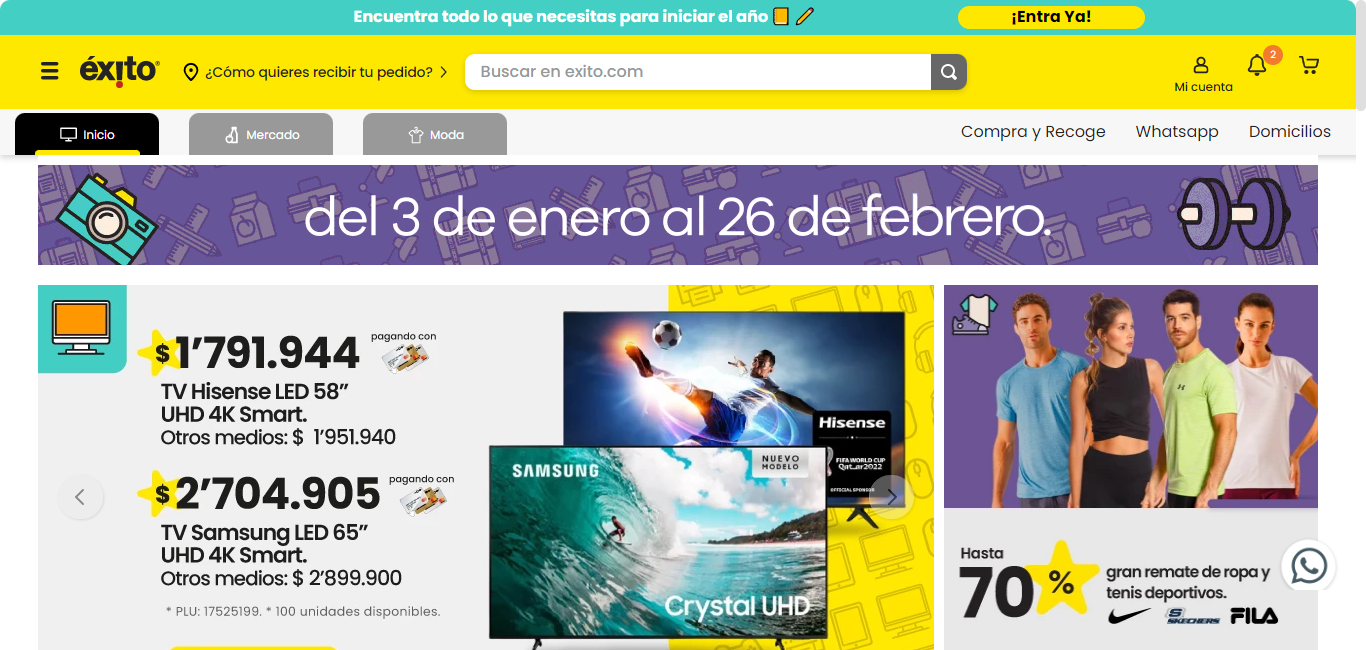 Encuentra todo lo que necesitas para iniciar el año
¡Entra Ya!
éxito
¿Cómo quieres recibir tu pedido?
Buscar en exito.com
Mi cuenta
2
Inicio
Mercado
Moda
Compra y Recoge
Whatsapp
Domicilios
del 3 de enero al 26 de febrero.
$1’791.944
pagando con
TV Hisense LED 58”
UHD 4K Smart.
Otros medios: $ 1’951.940
$2’704.905
pagando con
TV Samsung LED 65”
UHD 4K Smart.
Otros medios: $ 2’899.900
* PLU: 17525199. * 100 unidades disponibles.
Hisense
FIFA WORLD CUP
Qatar2022
OFFICIAL SPONSOR
SAMSUNG
NUEVO
MODELO
Crystal UHD
Hasta
70%
gran remate de ropa y
tenis deportivos.
SKECHERS
FILA